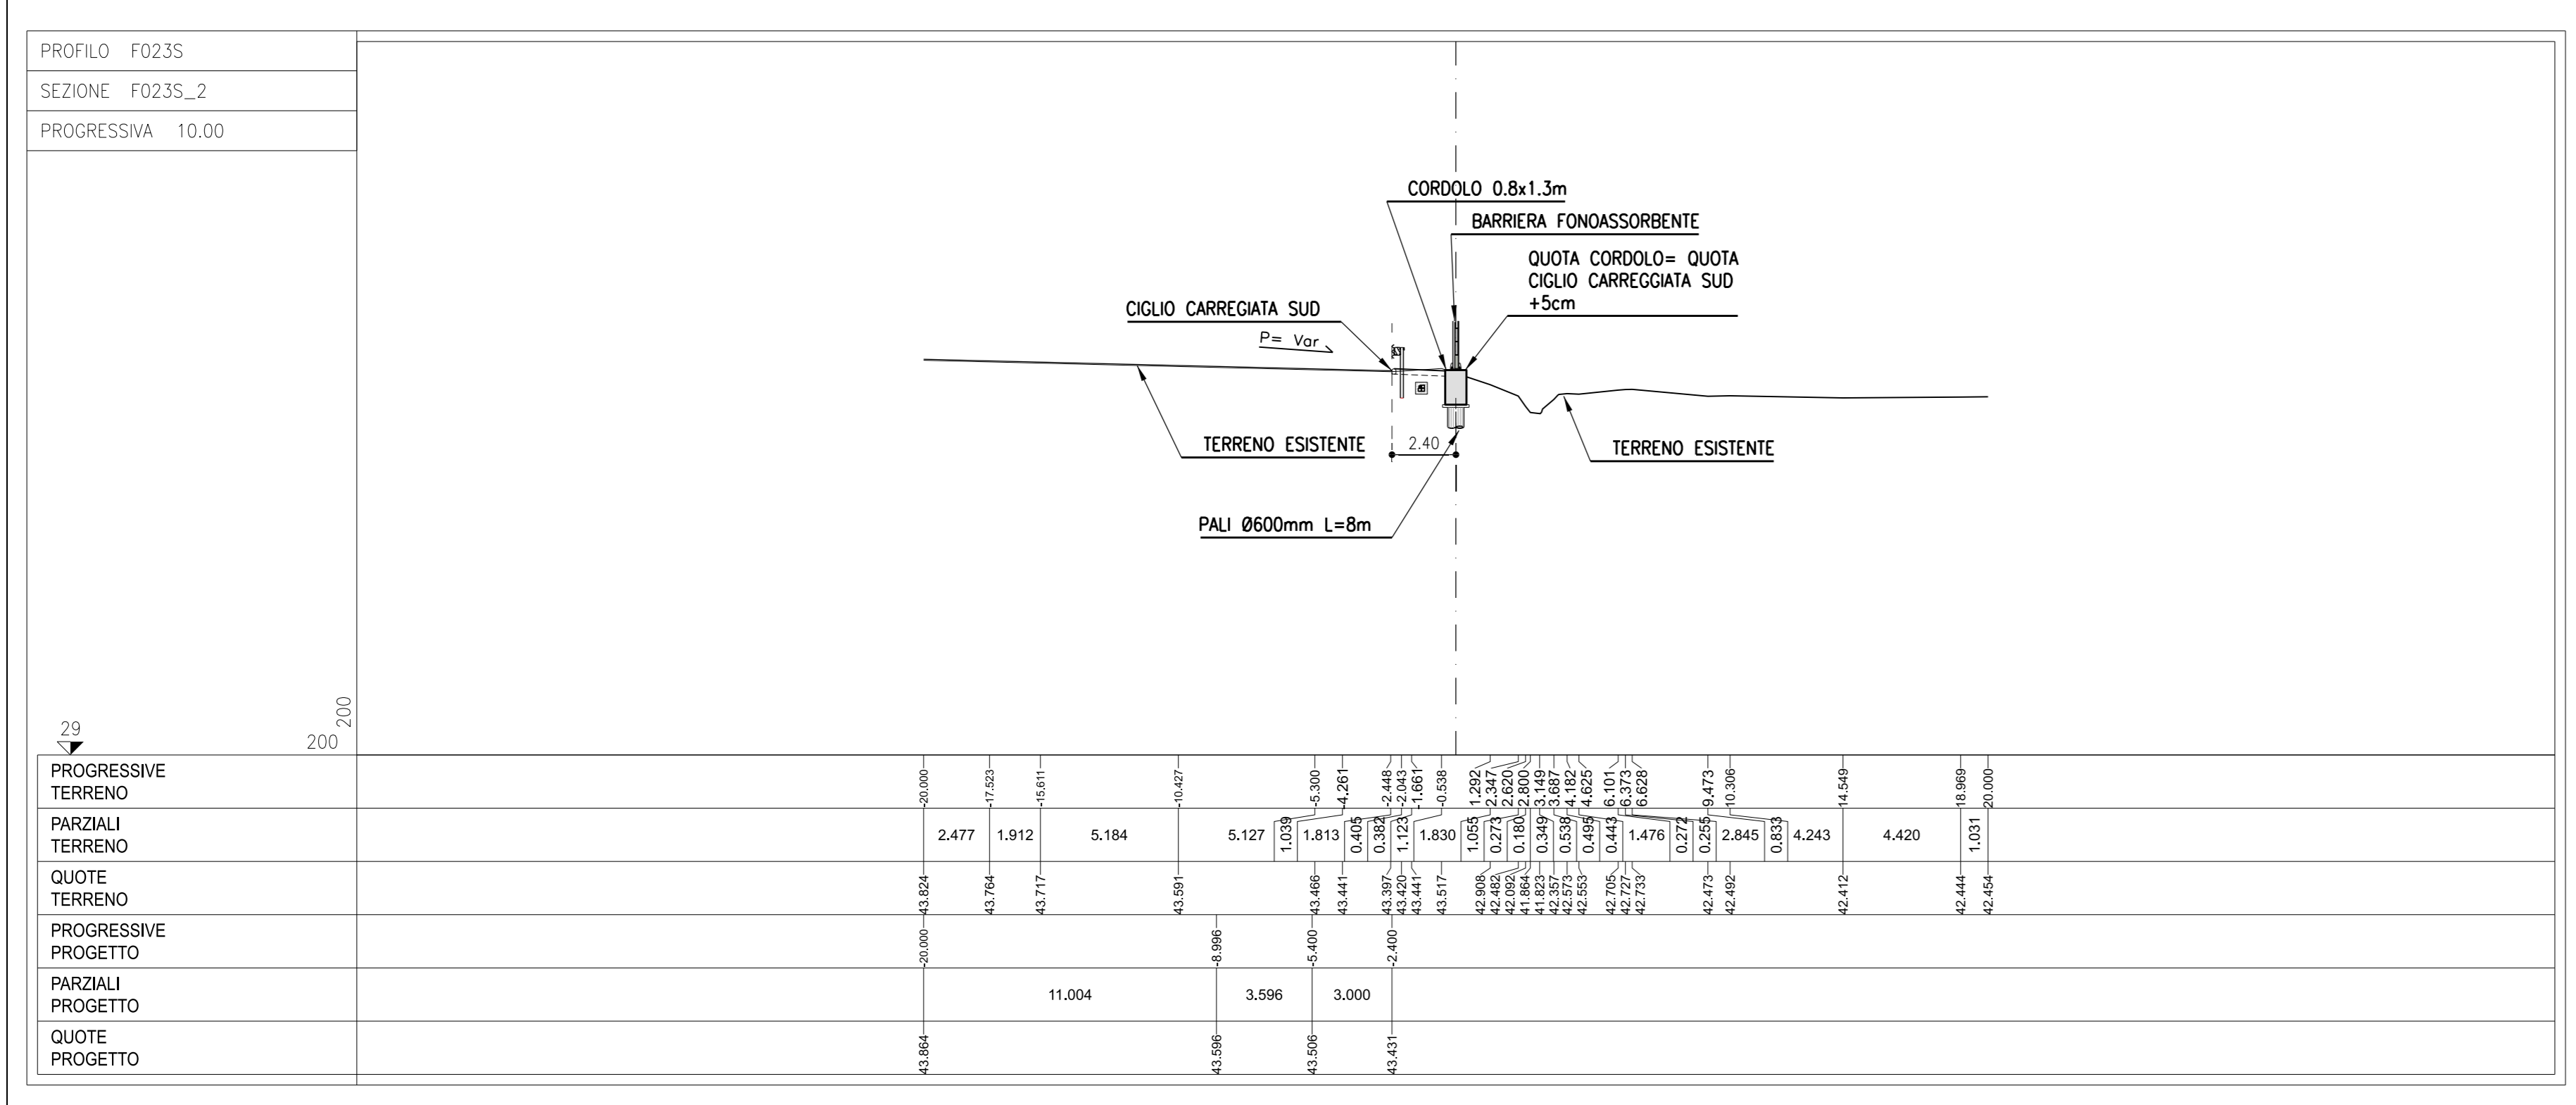 PROFILO F023S
SEZIONE F023S_2
PROGRESSIVA 10.00
CORDOLO 0.8x1.3m
BARRIERA FONOASSORBENTE
QUOTA CORDOLO= QUOTA
CIGLIO CARREGGIATA SUD
+5cm
CIGLIO CARREGIATA SUD
P= Var
TERRENO ESISTENTE
2.40
TERRENO ESISTENTE
PALI Ø600mm L=8m
29
200
200
PROGRESSIVE
TERRENO
-20.000 -17.523 -15.611 -10.427 -5.300 -4.261 -2.448 -2.043 -1.661 -0.538 1.292 2.347 2.620 2.800 3.149 3.687 4.182 4.625 6.101 6.373 6.628 9.473 10.306 14.549 18.969 20.000
PARZIALI
TERRENO
2.477 1.912 5.184 5.127 1.039 1.813 0.405 0.382 1.123 1.830 1.055 0.273 0.180 0.349 0.538 0.495 0.443 1.476 0.272 0.255 2.845 0.833 4.243 4.420 1.031
QUOTE
TERRENO
43.824 43.764 43.717 43.591 43.466 43.441 43.397 43.420 43.441 43.517 42.908 42.482 42.092 41.864 41.823 42.357 42.573 42.553 42.705 42.727 42.733 42.473 42.492 42.412 42.444 42.454
PROGRESSIVE
PROGETTO
-20.000 -8.996 -5.400 -2.400
PARZIALI
PROGETTO
11.004 3.596 3.000
QUOTE
PROGETTO
43.864 43.596 43.506 43.431